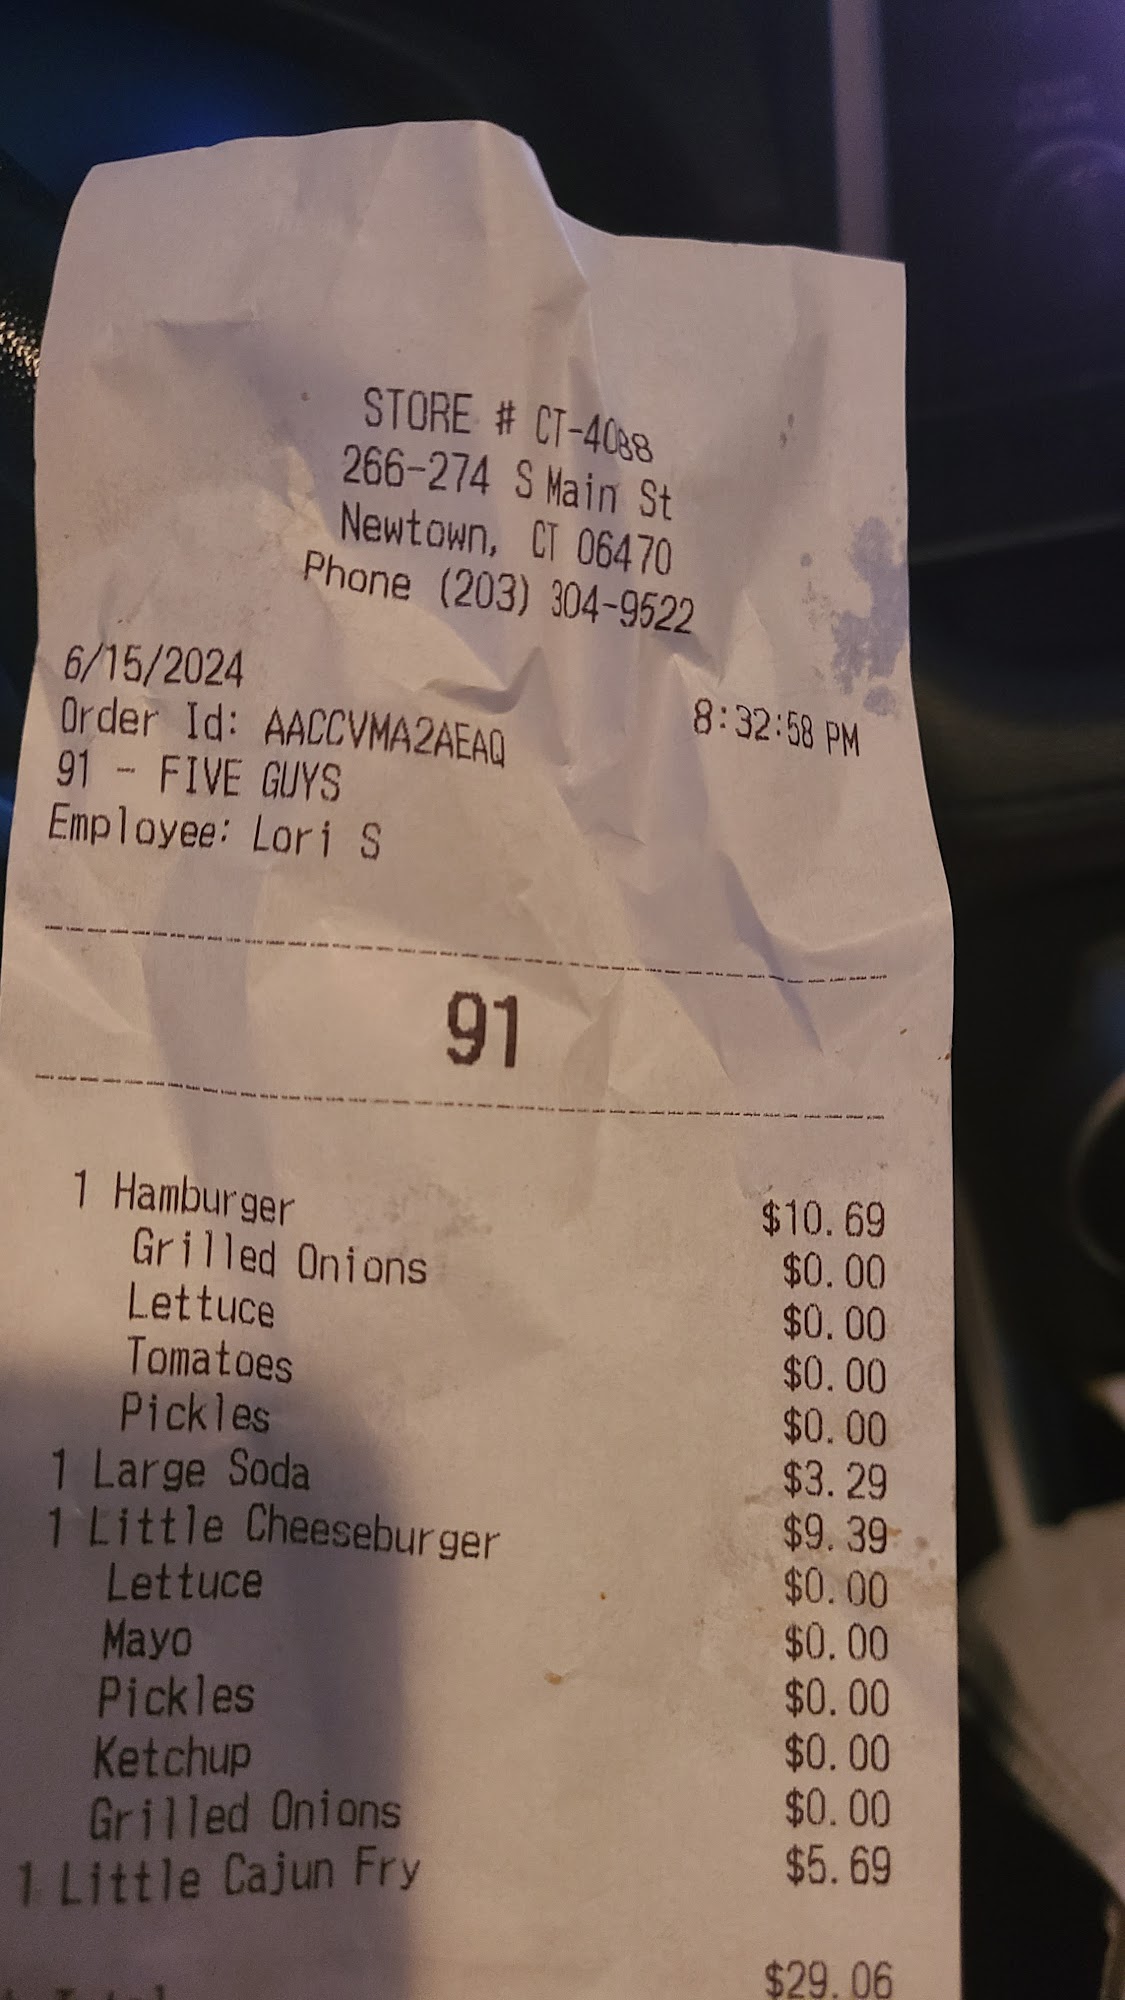 STORE # CT-4088
266-274 S Main St
Newtown, CT 06470
Phone (203) 304-9522
6/15/2024 8:32:58 PM
Order Id: AACCVMA2AEAQ
91 - FIVE GUYS
Employee: Lori S
91
1 Hamburger $10.69
Grilled Onions $0.00
Lettuce $0.00
Tomatoes $0.00
Pickles $0.00
1 Large Soda $3.29
1 Little Cheeseburger $9.39
Lettuce $0.00
Mayo $0.00
Pickles $0.00
Ketchup $0.00
Grilled Onions $0.00
1 Little Cajun Fry $5.69
$29.06